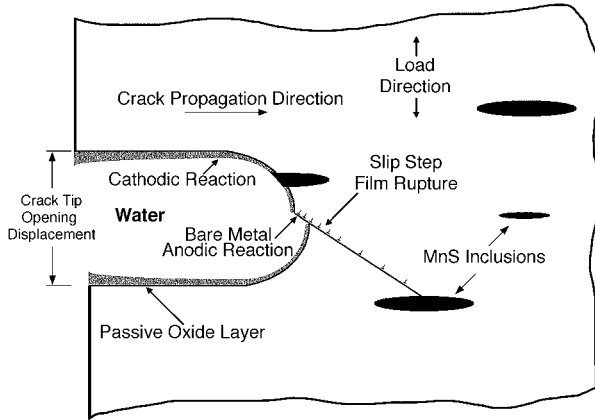 Load
Direction
Crack Propagation Direction
Slip Step
Film Rupture
Cathodic Reaction
Crack Tip
Opening
Displacement
Water
Bare Metal
Anodic Reaction
MnS Inclusions
Passive Oxide Layer